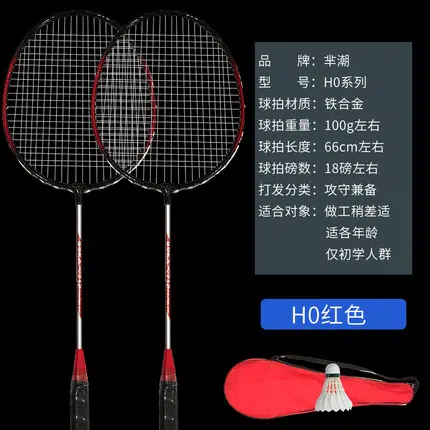 品 牌：芈潮
型 号：H0系列
球拍材质：铁合金
球拍重量：100g左右
球拍长度：66cm左右
球拍磅数：18磅左右
打发分类：攻守兼备
适合对象：做工稍差适
适各年龄
仅初学人群
H0红色